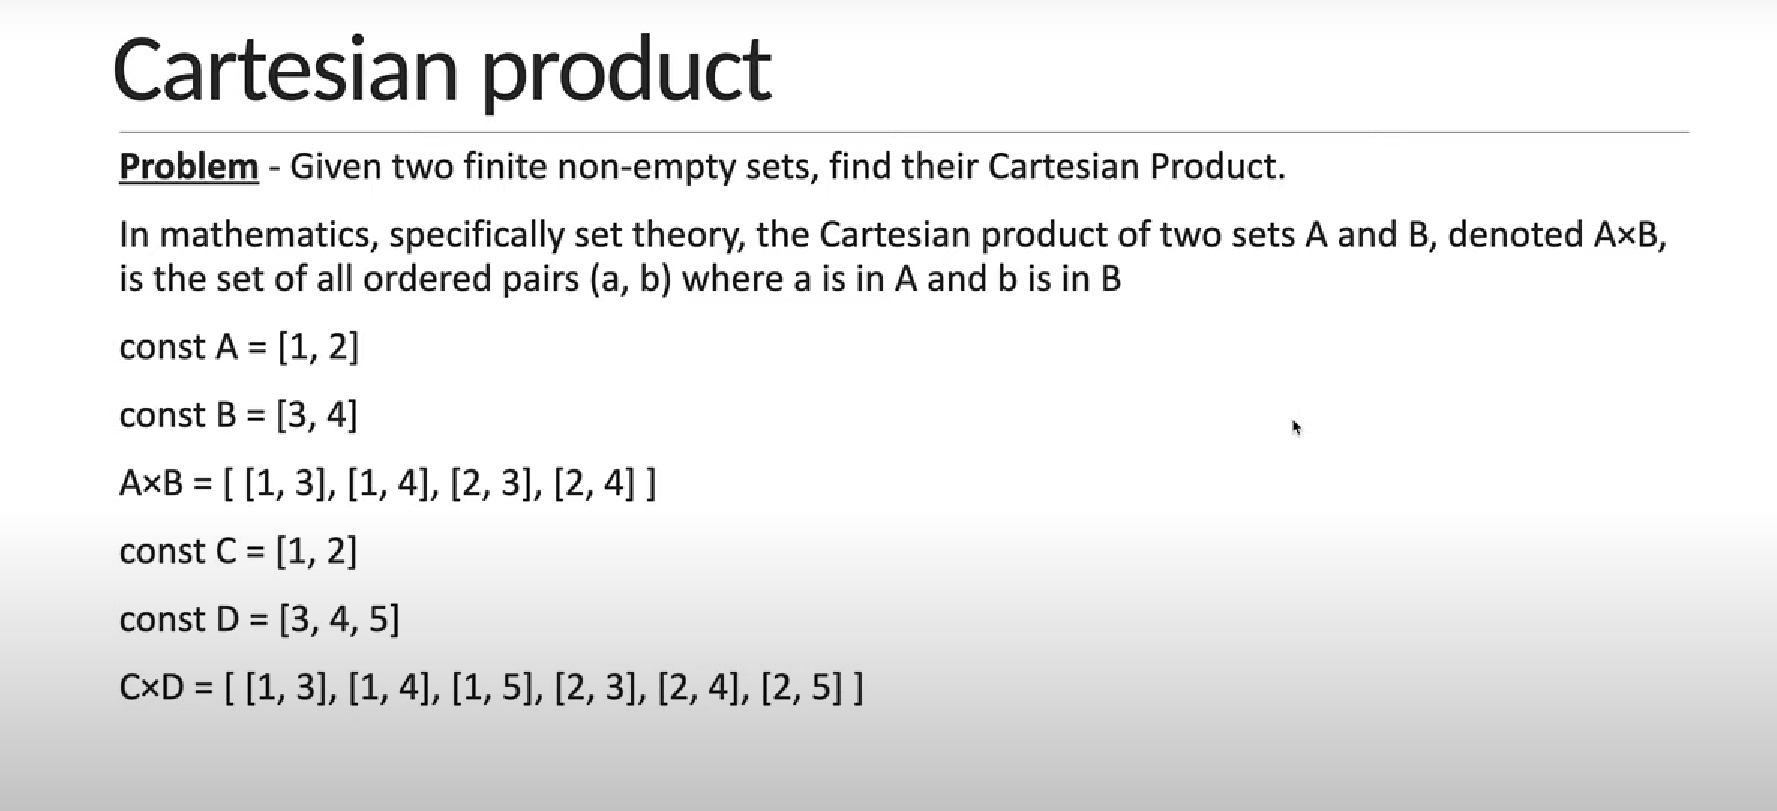 Cartesian product
Problem - Given two finite non-empty sets, find their Cartesian Product.
In mathematics, specifically set theory, the Cartesian product of two sets A and B, denoted A×B,
is the set of all ordered pairs (a, b) where a is in A and b is in B
const A = [1, 2]
const B = [3, 4]
A×B = [ [1, 3], [1, 4], [2, 3], [2, 4] ]
const C = [1, 2]
const D = [3, 4, 5]
C×D = [ [1, 3], [1, 4], [1, 5], [2, 3], [2, 4], [2, 5] ]